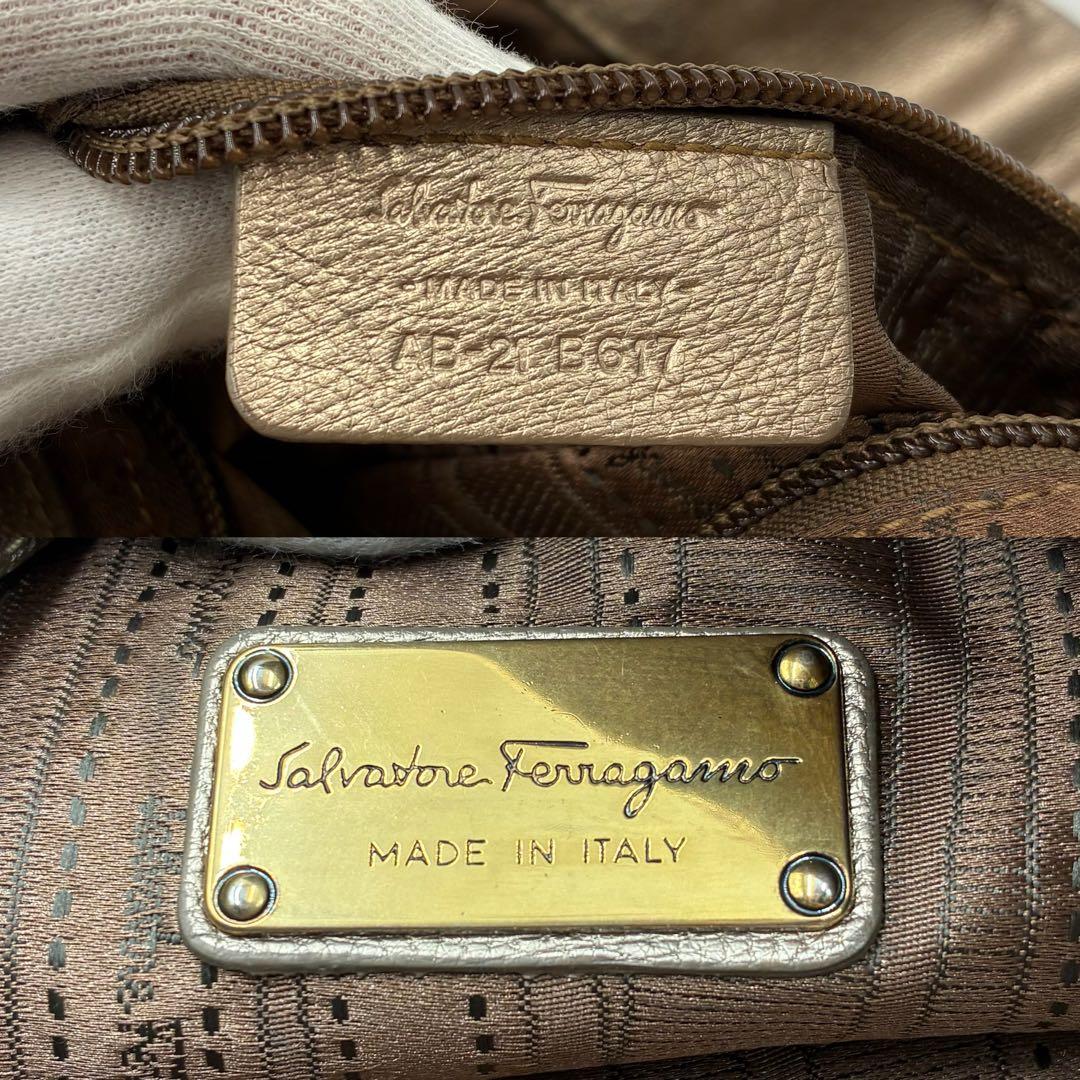 Salvatore Ferragamo
-MADE IN ITALY-
AB-21 B617
Salvatore Ferragamo
MADE IN ITALY